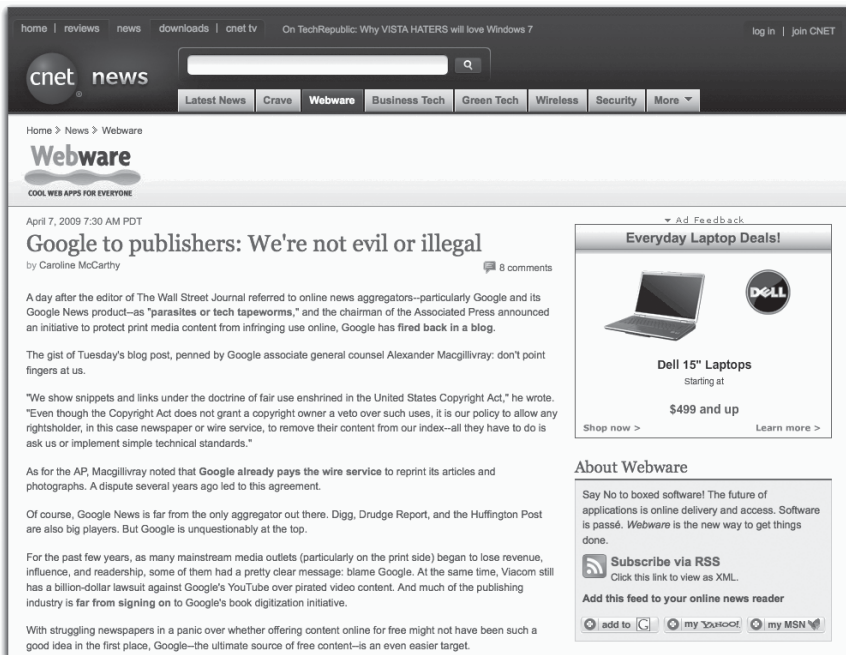 home | reviews news downloads | cnet tv On TechRepublic: Why VISTA HATERS will love Windows 7 log in | join CNET
cnet news
Latest News Crave Webware Business Tech Green Tech Wireless Security More
Home > News > Webware
Webware
COOL WEB APPS FOR EVERYONE
April 7, 2009 7:30 AM PDT
Google to publishers: We're not evil or illegal
by Caroline McCarthy
8 comments
A day after the editor of The Wall Street Journal referred to online news aggregators--particularly Google and its
Google News product--as "parasites or tech tapeworms," and the chairman of the Associated Press announced
an initiative to protect print media content from infringing use online, Google has fired back in a blog.
The gist of Tuesday's blog post, penned by Google associate general counsel Alexander Macgillivray: don't point
fingers at us.
"We show snippets and links under the doctrine of fair use enshrined in the United States Copyright Act," he wrote.
"Even though the Copyright Act does not grant a copyright owner a veto over such uses, it is our policy to allow any
rightsholder, in this case newspaper or wire service, to remove their content from our index--all they have to do is
ask us or implement simple technical standards."
As for the AP, Macgillivray noted that Google already pays the wire service to reprint its articles and
photographs. A dispute several years ago led to this agreement.
Of course, Google News is far from the only aggregator out there. Digg, Drudge Report, and the Huffington Post
are also big players. But Google is unquestionably at the top.
For the past few years, as many mainstream media outlets (particularly on the print side) began to lose revenue,
influence, and readership, some of them had a pretty clear message: blame Google. At the same time, Viacom still
has a billion-dollar lawsuit against Google's YouTube over pirated video content. And much of the publishing
industry is far from signing on to Google's book digitization initiative.
With struggling newspapers in a panic over whether offering content online for free might not have been such a
good idea in the first place, Google--the ultimate source of free content--is an even easier target.
Ad Feedback
Everyday Laptop Deals!
DELL
Dell 15" Laptops
Starting at
$499 and up
Shop now > Learn more >
About Webware
Say No to boxed software! The future of
applications is online delivery and access. Software
is passé. Webware is the new way to get things
done.
Subscribe via RSS
Click this link to view as XML.
Add this feed to your online news reader
add to G my YAHOO! my MSN